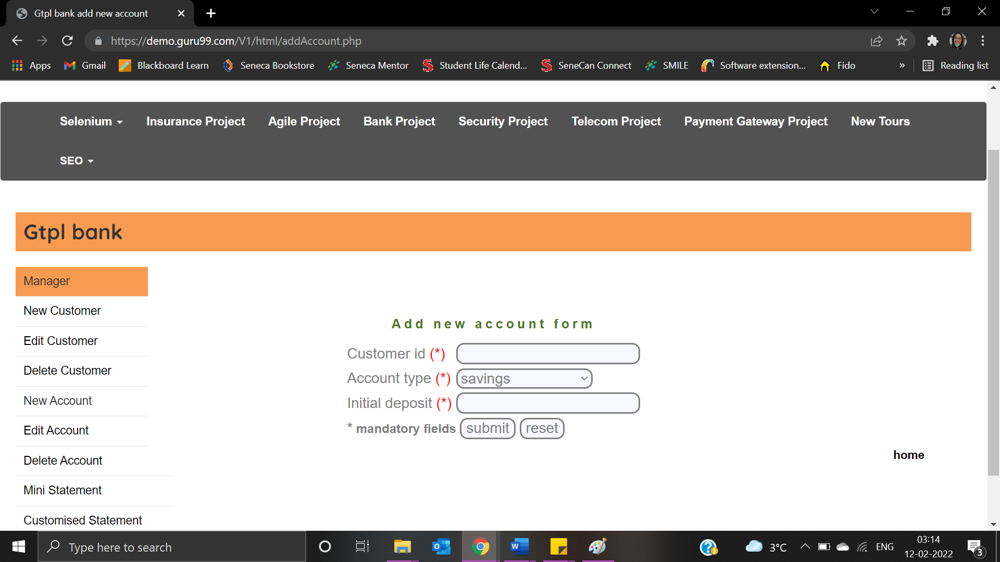 Gtpl bank add new account
https://demo.guru99.com/V1/html/addAccount.php
Apps Gmail Blackboard Learn Seneca Bookstore Seneca Mentor Student Life Calend... SeneCan Connect SMILE Software extension... Fido » Reading list
Selenium Insurance Project Agile Project Bank Project Security Project Telecom Project Payment Gateway Project New Tours
SEO
Gtpl bank
Manager
New Customer
Edit Customer
Delete Customer
New Account
Edit Account
Delete Account
Mini Statement
Customised Statement
Add new account form
Customer id (*)
Account type (*) savings
Initial deposit (*)
* mandatory fields submit reset
home
Type here to search
3°C
ENG
03:14
12-02-2022
3